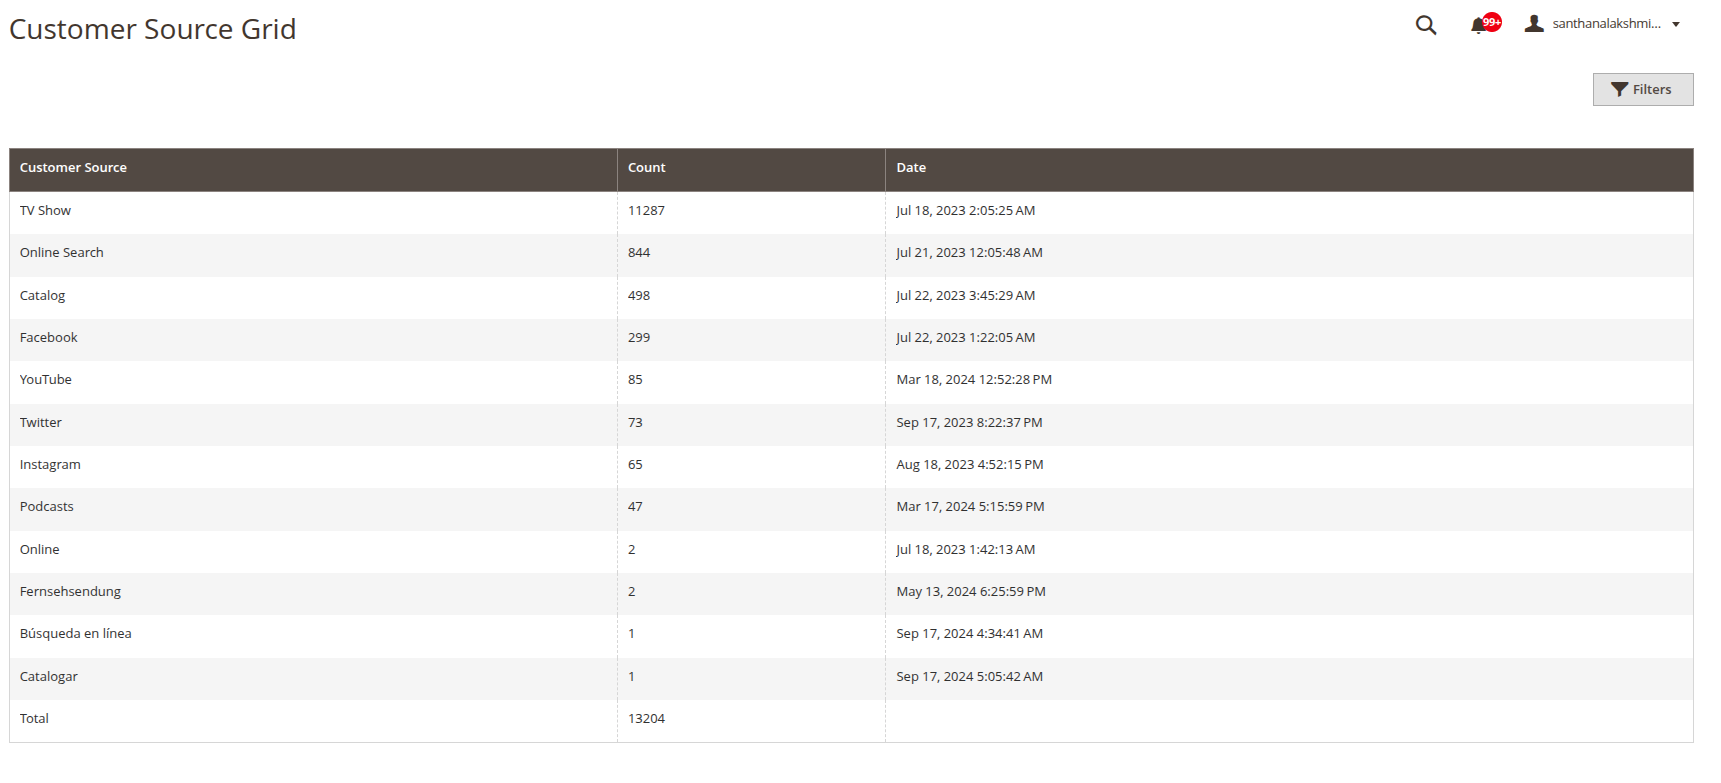 Customer Source Grid
99+
santhanalakshmi...
Filters
Customer Source Count Date
TV Show 11287 Jul 18, 2023 2:05:25 AM
Online Search 844 Jul 21, 2023 12:05:48 AM
Catalog 498 Jul 22, 2023 3:45:29 AM
Facebook 299 Jul 22, 2023 1:22:05 AM
YouTube 85 Mar 18, 2024 12:52:28 PM
Twitter 73 Sep 17, 2023 8:22:37 PM
Instagram 65 Aug 18, 2023 4:52:15 PM
Podcasts 47 Mar 17, 2024 5:15:59 PM
Online 2 Jul 18, 2023 1:42:13 AM
Fernsehsendung 2 May 13, 2024 6:25:59 PM
Búsqueda en línea 1 Sep 17, 2024 4:34:41 AM
Catalogar 1 Sep 17, 2024 5:05:42 AM
Total 13204